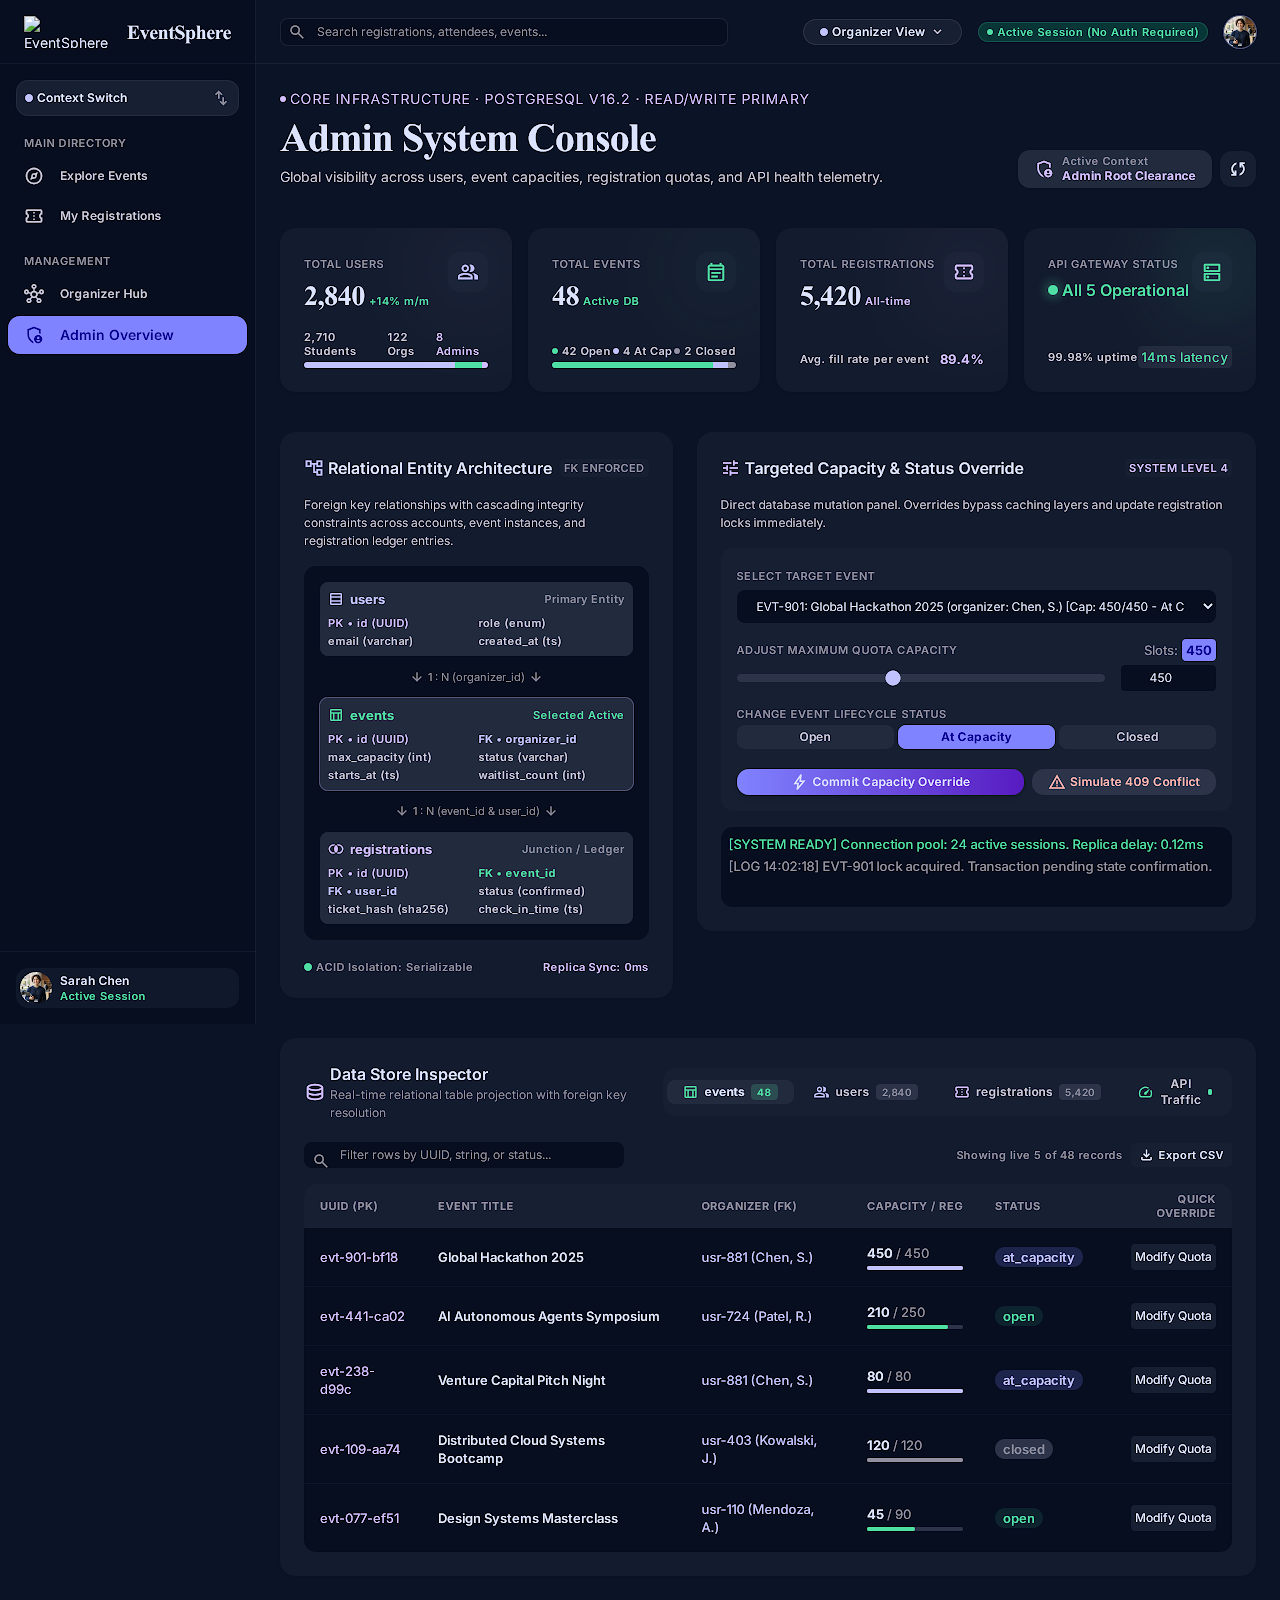 EventSphere
EventSphere
Search registrations, attendees, events...
Organizer View
Active Session (No Auth Required)
Context Switch
MAIN DIRECTORY
Explore Events
My Registrations
MANAGEMENT
Organizer Hub
Admin Overview
Sarah Chen
Active Session
CORE INFRASTRUCTURE · POSTGRESQL V16.2 · READ/WRITE PRIMARY
Admin System Console
Global visibility across users, event capacities, registration quotas, and API health telemetry.
Active Context
Admin Root Clearance
TOTAL USERS
2,840 +14% m/m
2,710 Students
122 Orgs
8 Admins
TOTAL EVENTS
48 Active DB
42 Open
4 At Cap
2 Closed
TOTAL REGISTRATIONS
5,420 All-time
Avg. fill rate per event 89.4%
API GATEWAY STATUS
All 5 Operational
99.98% uptime 14ms latency
Relational Entity Architecture
FK ENFORCED
Foreign key relationships with cascading integrity
constraints across accounts, event instances, and
registration ledger entries.
users
Primary Entity
PK • id (UUID)
role (enum)
email (varchar)
created_at (ts)
↓ 1 : N (organizer_id) ↓
events
Selected Active
PK • id (UUID)
FK • organizer_id
max_capacity (int)
status (varchar)
starts_at (ts)
waitlist_count (int)
↓ 1 : N (event_id & user_id) ↓
registrations
Junction / Ledger
PK • id (UUID)
FK • event_id
FK • user_id
status (confirmed)
ticket_hash (sha256)
check_in_time (ts)
ACID Isolation: Serializable
Replica Sync: 0ms
Targeted Capacity & Status Override
SYSTEM LEVEL 4
Direct database mutation panel. Overrides bypass caching layers and update registration
locks immediately.
SELECT TARGET EVENT
EVT-901: Global Hackathon 2025 (organizer: Chen, S.) [Cap: 450/450 - At C
ADJUST MAXIMUM QUOTA CAPACITY
Slots: 450
450
CHANGE EVENT LIFECYCLE STATUS
Open
At Capacity
Closed
Commit Capacity Override
Simulate 409 Conflict
[SYSTEM READY] Connection pool: 24 active sessions. Replica delay: 0.12ms
[LOG 14:02:18] EVT-901 lock acquired. Transaction pending state confirmation.
Data Store Inspector
Real-time relational table projection with foreign key
resolution
events 48
users 2,840
registrations 5,420
API
Traffic
Filter rows by UUID, string, or status...
Showing live 5 of 48 records
Export CSV
UUID (PK)
EVENT TITLE
ORGANIZER (FK)
CAPACITY / REG
STATUS
QUICK
OVERRIDE
evt-901-bf18
Global Hackathon 2025
usr-881 (Chen, S.)
450 / 450
at_capacity
Modify Quota
evt-441-ca02
AI Autonomous Agents Symposium
usr-724 (Patel, R.)
210 / 250
open
Modify Quota
evt-238-
d99c
Venture Capital Pitch Night
usr-881 (Chen, S.)
80 / 80
at_capacity
Modify Quota
evt-109-aa74
Distributed Cloud Systems
Bootcamp
usr-403 (Kowalski,
J.)
120 / 120
closed
Modify Quota
evt-077-ef51
Design Systems Masterclass
usr-110 (Mendoza,
A.)
45 / 90
open
Modify Quota